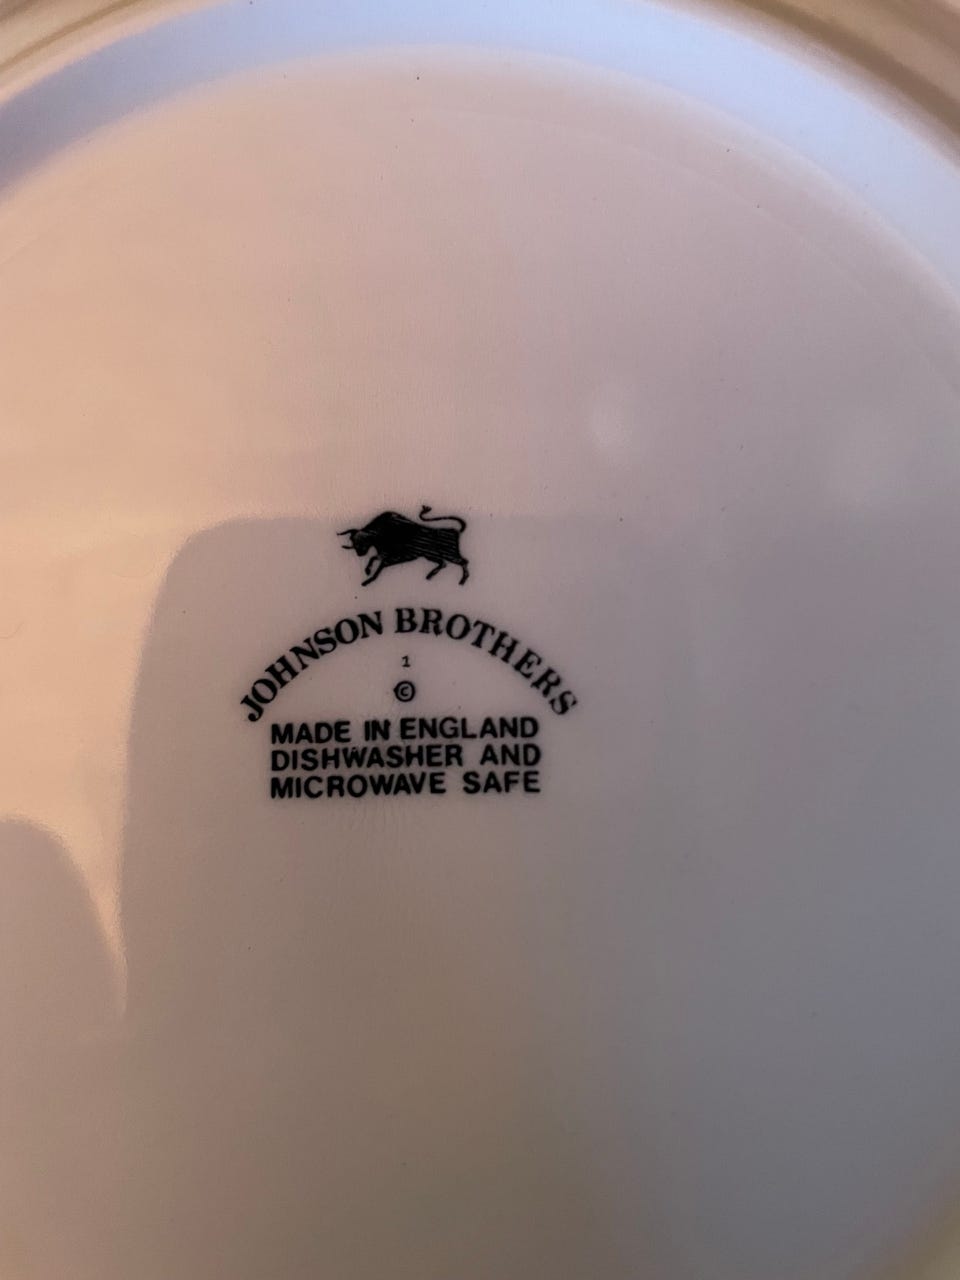 JOHNSON BROTHERS
1
©
MADE IN ENGLAND
DISHWASHER AND
MICROWAVE SAFE